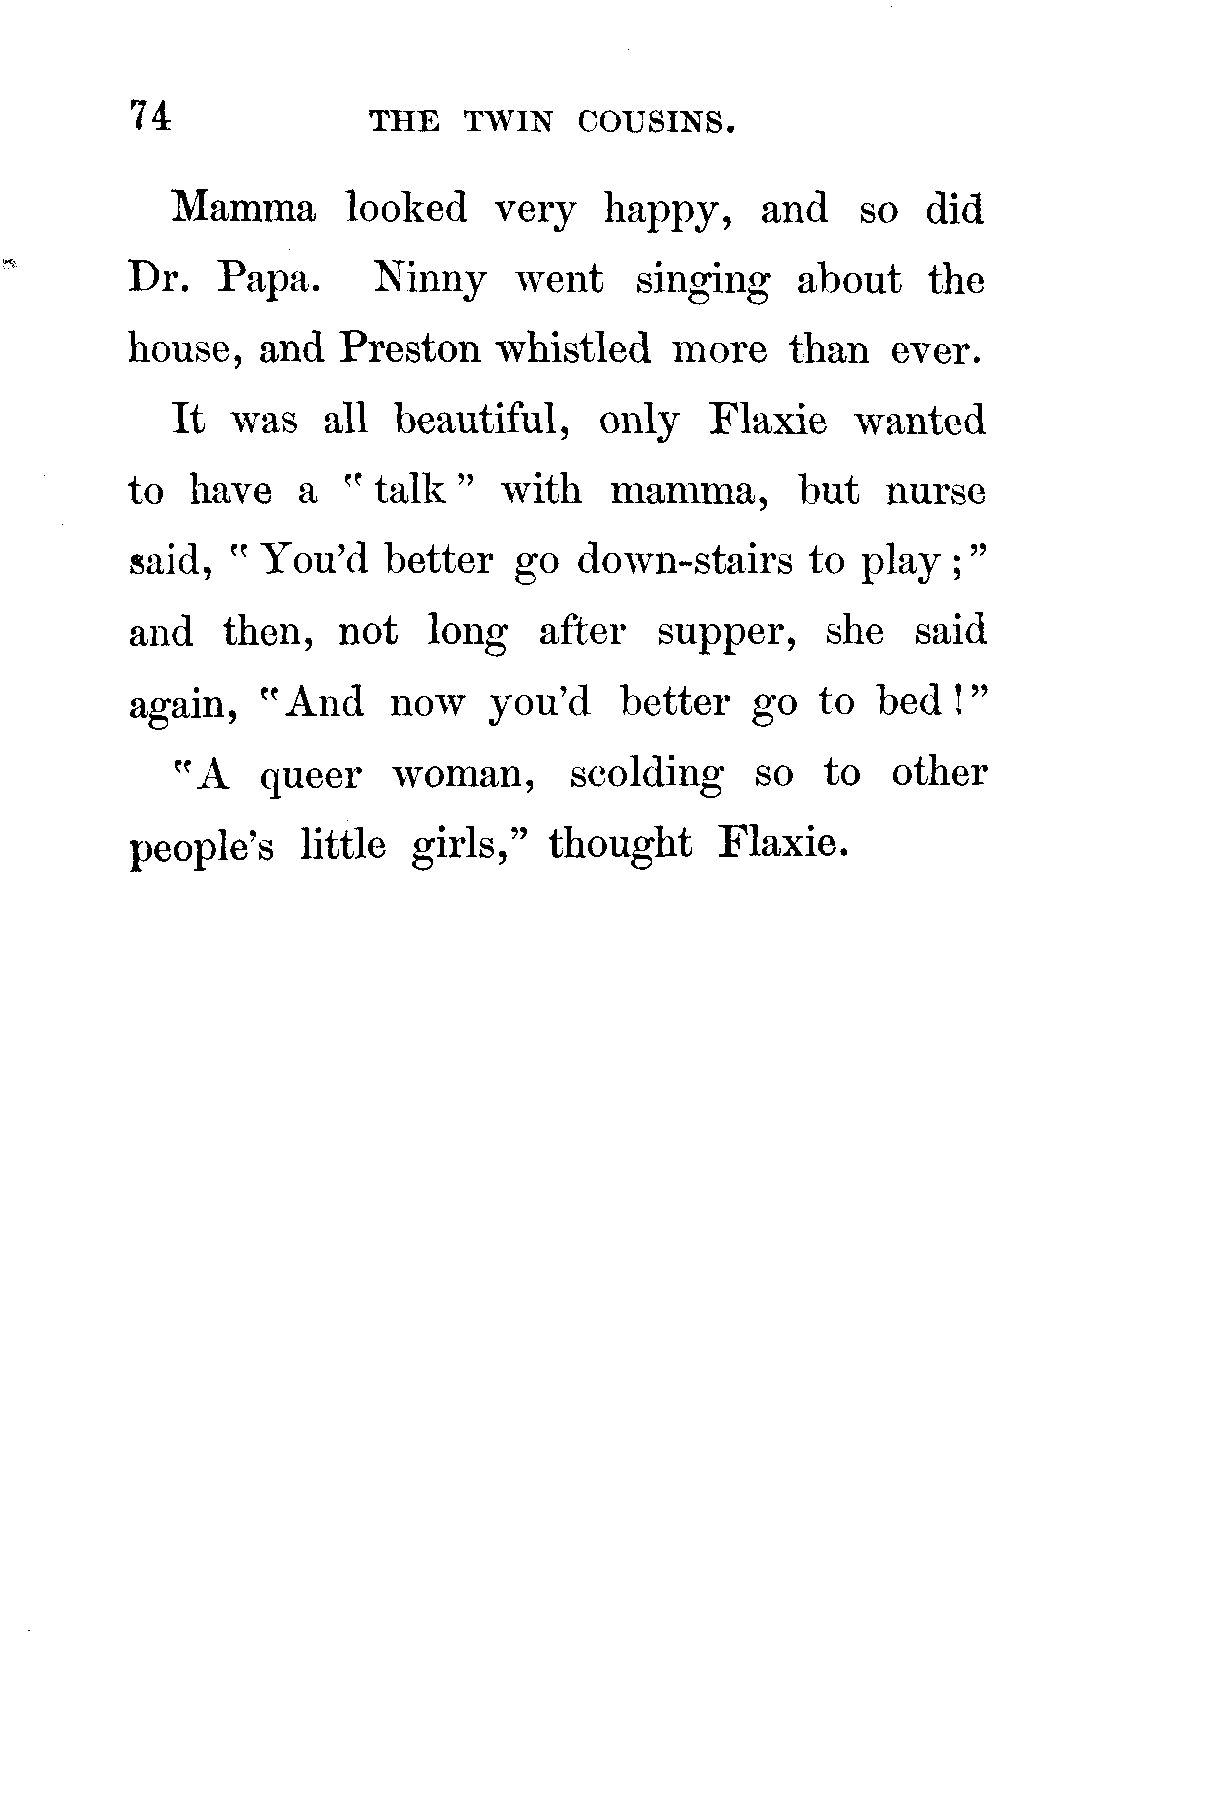 74 THE TWIN COUSINS.
Mamma looked very happy, and so did
Dr. Papa. Ninny went singing about the
house, and Preston whistled more than ever.
It was all beautiful, only Flaxie wanted
to have a “talk” with mamma, but nurse
said, “You’d better go down-stairs to play;”
and then, not long after supper, she said
again, “And now you’d better go to bed!”
“A queer woman, scolding so to other
people’s little girls,” thought Flaxie.